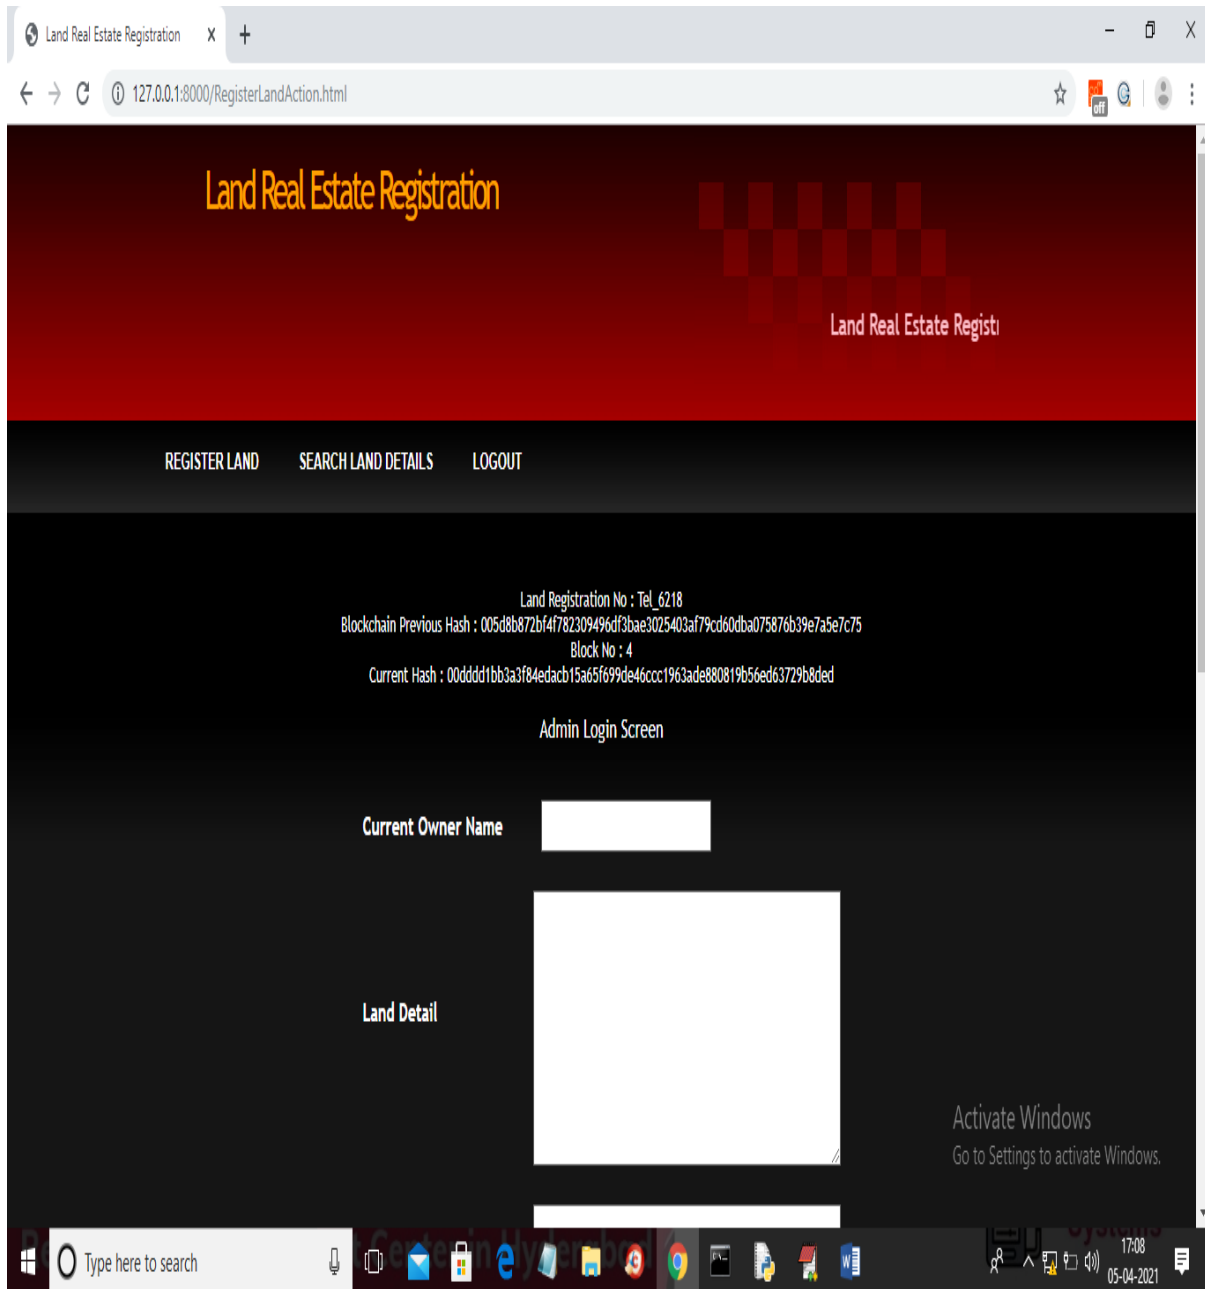 Land Real Estate Registration
127.0.0.1:8000/RegisterLandAction.html
off
Land Real Estate Registration
Land Real Estate Regist
REGISTER LAND SEARCH LAND DETAILS LOGOUT
Land Registration No : Tel_6218
Blockchain Previous Hash : 005d8b872bf4f782309496df3bae3025403af79cd60dba075876b39e7a5e7c75
Block No : 4
Current Hash : 00dddd1bb3a3f84edacb15a65f699de46ccc1963ade880819b56ed63729b8ded
Admin Login Screen
Current Owner Name
Land Detail
Activate Windows
Go to Settings to activate Windows.
Systems
Type here to search
17:08
05-04-2021